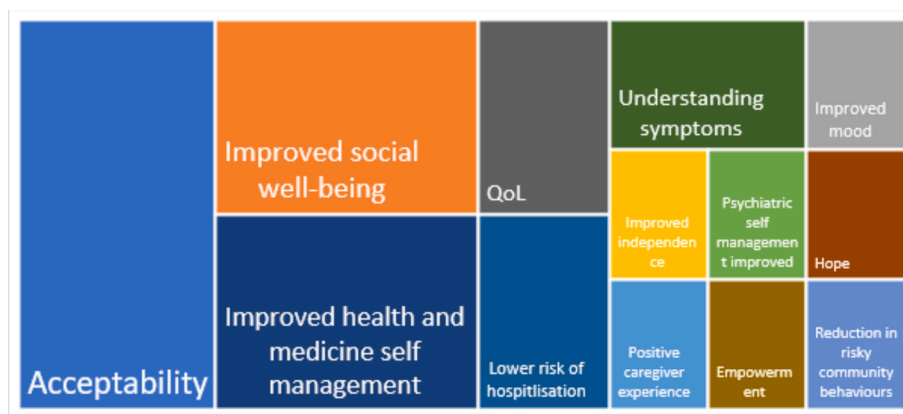 Acceptability
Improved social
well-being
Improved health and
medicine self
management
QoL
Lower risk of
hospitlisation
Understanding
symptoms
Improved
mood
Improved
independen
ce
Psychiatric
self
managemen
t improved
Hope
Positive
caregiver
experience
Empowerm
ent
Reduction in
risky
community
behaviours